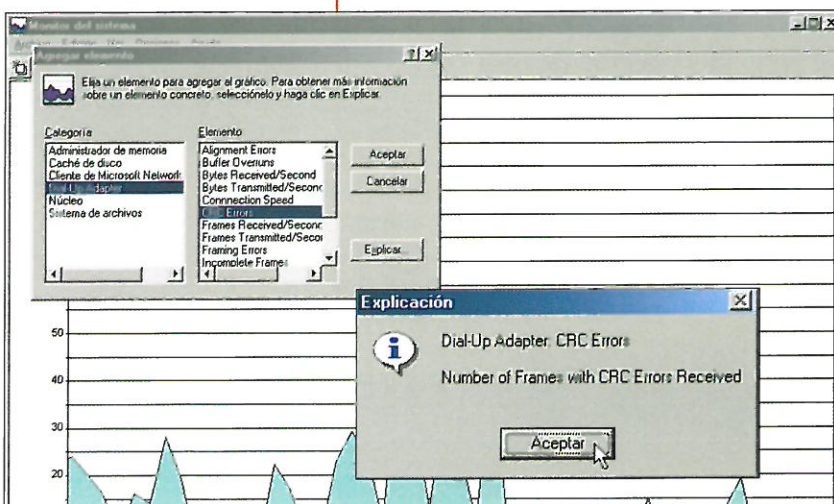 Monitor del sistema
Agregar elemento
Elija un elemento para agregar al gráfico. Para obtener más información
sobre un elemento concreto, selecciónelo y haga clic en Explicar.
Categoría
Administrador de memoria
Caché de disco
Cliente de Microsoft Network
Dial-Up Adapter
Núcleo
Sistema de archivos
Elemento
Alignment Errors
Buffer Overruns
Bytes Received/Second
Bytes Transmitted/Second
Connnection Speed
CRC Errors
Frames Received/Second
Frames Transmitted/Secon
Framing Errors
Incomplete Frames
Aceptar
Cancelar
Explicar...
Explicación
Dial-Up Adapter: CRC Errors
Number of Frames with CRC Errors Received
Aceptar
50
40
30
20